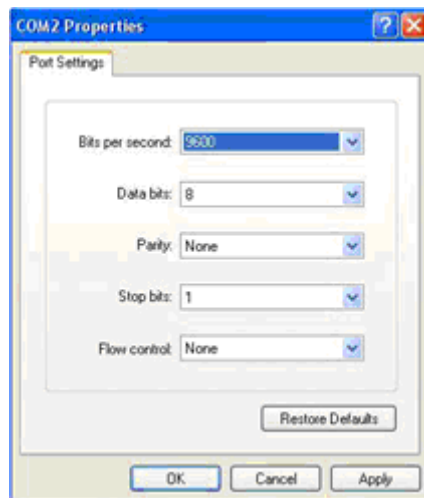 COM2 Properties
Port Settings
Bits per second: 9600
Data bits: 8
Parity: None
Stop bits: 1
Flow control: None
Restore Defaults
OK Cancel Apply